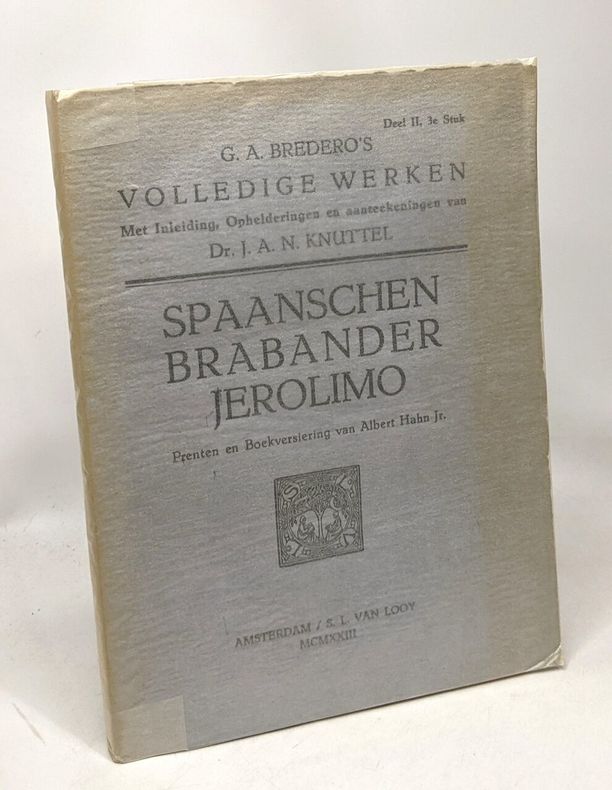 Deel II, 3e Stuk
G. A. BREDERO'S
VOLLEDIGE WERKEN
Met Inleiding, Ophelderingen en aanteekeningen van
Dr. J. A. N. KNUTTEL
SPAANSCHEN
BRABANDER
JEROLIMO
Prenten en Boekversiering van Albert Hahn Jr.
S L
AMSTERDAM / S. L. VAN LOOY
MCMXXIII